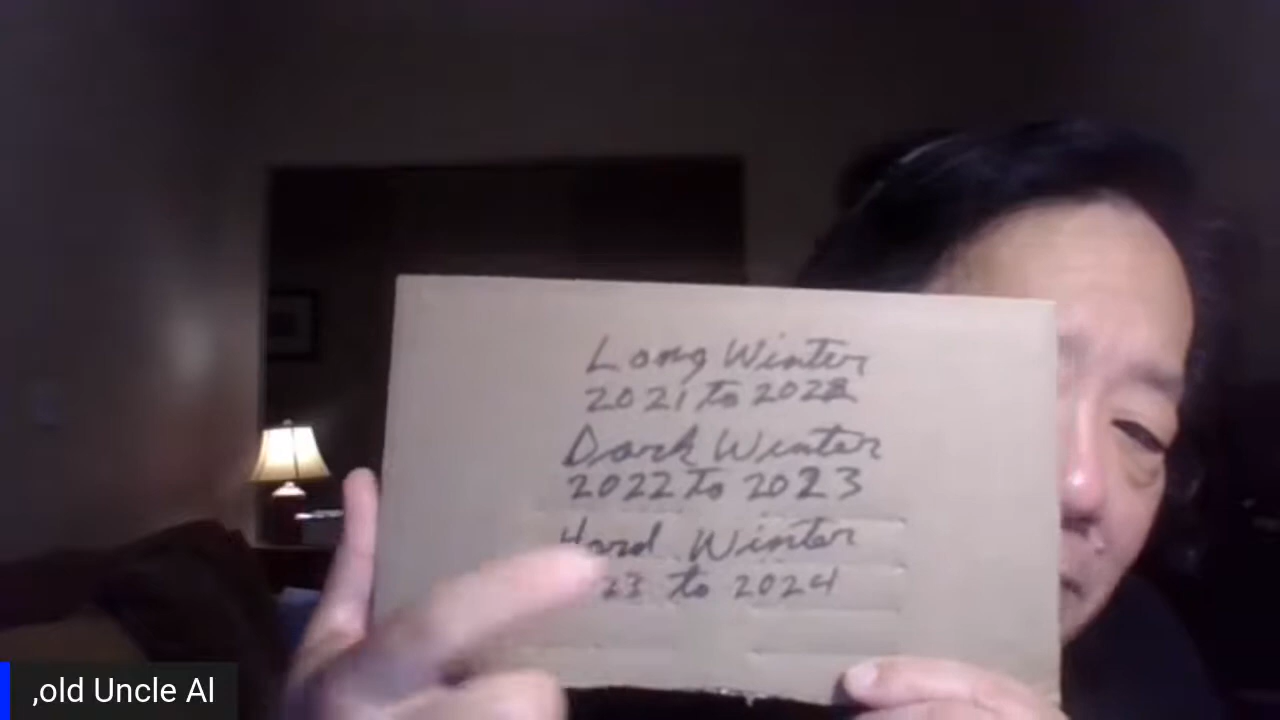 Long Winter
2021 to 2022
Dark Winter
2022 to 2023
Hard Winter
23 to 2024
,old Uncle Al